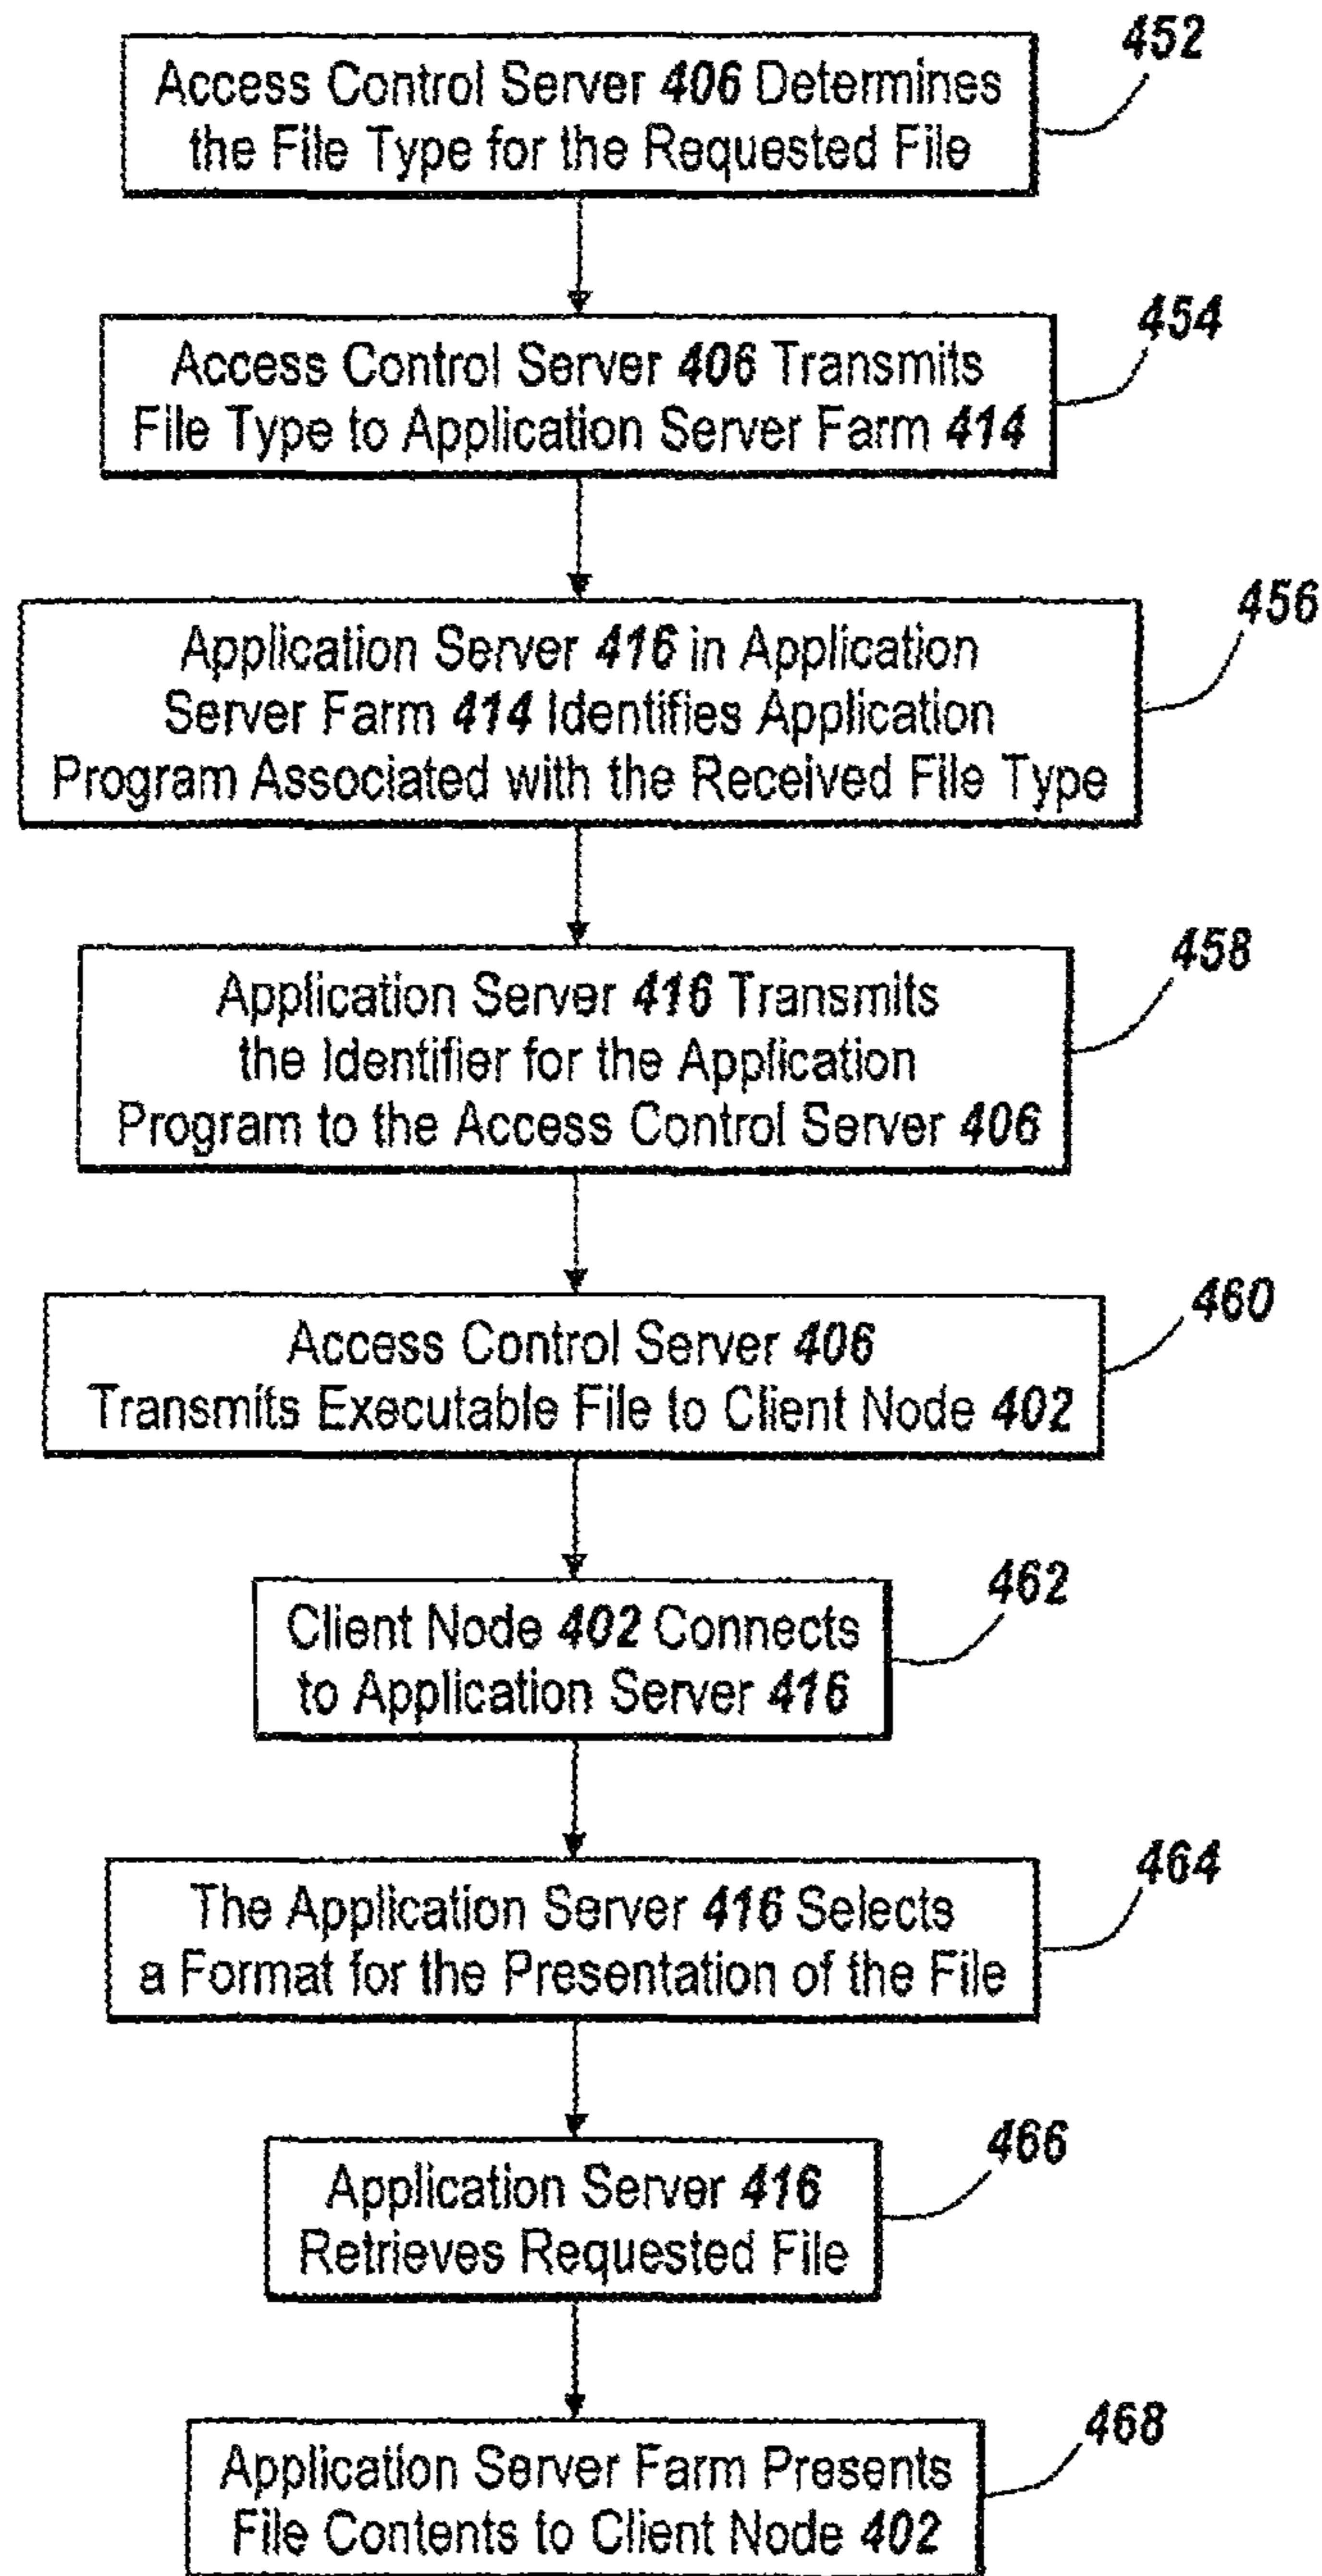 452
Access Control Server 406 Determines
the File Type for the Requested File
454
Access Control Server 406 Transmits
File Type to Application Server Farm 414
456
Application Server 416 in Application
Server Farm 414 Identifies Application
Program Associated with the Received File Type
458
Application Server 416 Transmits
the Identifier for the Application
Program to the Access Control Server 406
460
Access Control Server 406
Transmits Executable File to Client Node 402
462
Client Node 402 Connects
to Application Server 416
464
The Application Server 416 Selects
a Format for the Presentation of the File
466
Application Server 416
Retrieves Requested File
468
Application Server Farm Presents
File Contents to Client Node 402